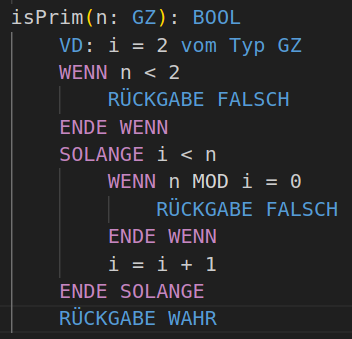 isPrim(n: GZ): BOOL
VD: i = 2 vom Typ GZ
WENN n < 2
RÜCKGABE FALSCH
ENDE WENN
SOLANGE i < n
WENN n MOD i = 0
RÜCKGABE FALSCH
ENDE WENN
i = i + 1
ENDE SOLANGE
RÜCKGABE WAHR